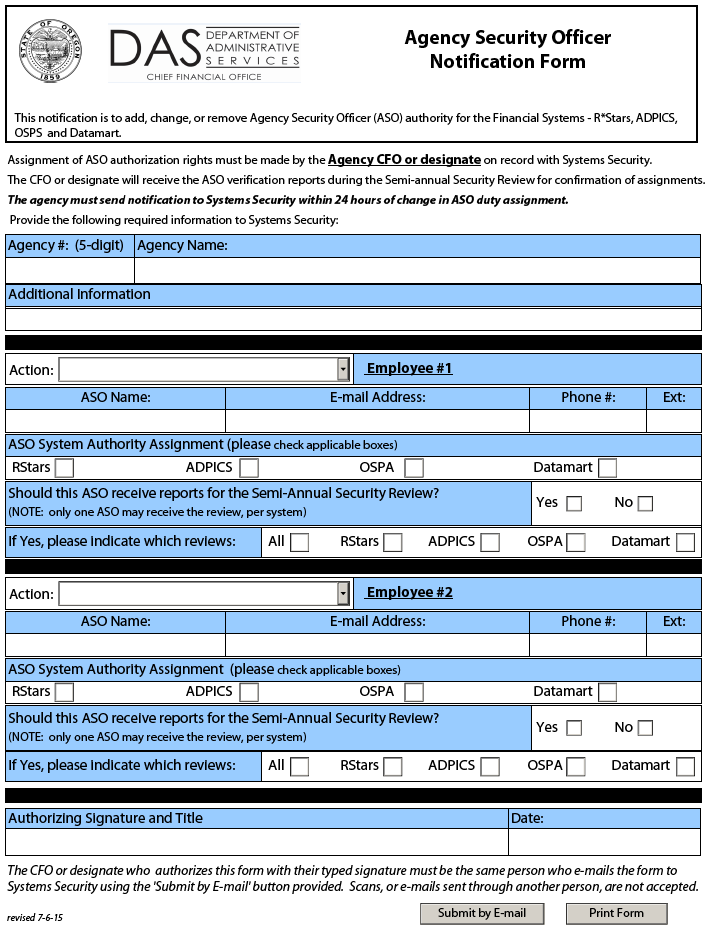 STATE OF OREGON
1859
DAS DEPARTMENT OF
ADMINISTRATIVE
SERVICES
CHIEF FINANCIAL OFFICE
Agency Security Officer
Notification Form
This notification is to add, change, or remove Agency Security Officer (ASO) authority for the Financial Systems - R*Stars, ADPICS,
OSPS and Datamart.
Assignment of ASO authorization rights must be made by the Agency CFO or designate on record with Systems Security.
The CFO or designate will receive the ASO verification reports during the Semi-annual Security Review for confirmation of assignments.
The agency must send notification to Systems Security within 24 hours of change in ASO duty assignment.
Provide the following required information to Systems Security:
Agency #: (5-digit) Agency Name:
Additional Information
Action: Employee #1
ASO Name: E-mail Address: Phone #: Ext:
ASO System Authority Assignment (please check applicable boxes)
RStars ADPICS OSPA Datamart
Should this ASO receive reports for the Semi-Annual Security Review?
(NOTE: only one ASO may receive the review, per system)
Yes No
If Yes, please indicate which reviews: All RStars ADPICS OSPA Datamart
Action: Employee #2
ASO Name: E-mail Address: Phone #: Ext:
ASO System Authority Assignment (please check applicable boxes)
RStars ADPICS OSPA Datamart
Should this ASO receive reports for the Semi-Annual Security Review?
(NOTE: only one ASO may receive the review, per system)
Yes No
If Yes, please indicate which reviews: All RStars ADPICS OSPA Datamart
Authorizing Signature and Title Date:
The CFO or designate who authorizes this form with their typed signature must be the same person who e-mails the form to
Systems Security using the 'Submit by E-mail' button provided. Scans, or e-mails sent through another person, are not accepted.
revised 7-6-15 Submit by E-mail Print Form